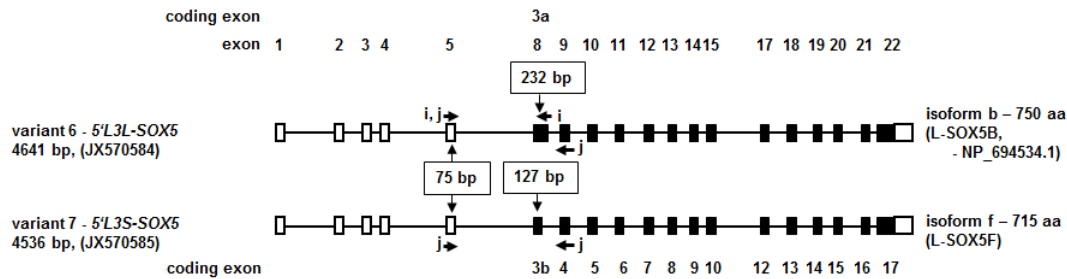 coding exon 3a
exon 1 2 3 4 5 8 9 10 11 12 13 14 15 17 18 19 20 21 22
232 bp
i, j i
variant 6 - 5'L3L-SOX5
4641 bp, (JX570584)
j
isoform b – 750 aa
(L-SOX5B,
- NP_694534.1)
75 bp 127 bp
variant 7 - 5'L3S-SOX5
4536 bp, (JX570585)
j j
isoform f – 715 aa
(L-SOX5F)
coding exon 3b 4 5 6 7 8 9 10 12 13 14 15 16 17